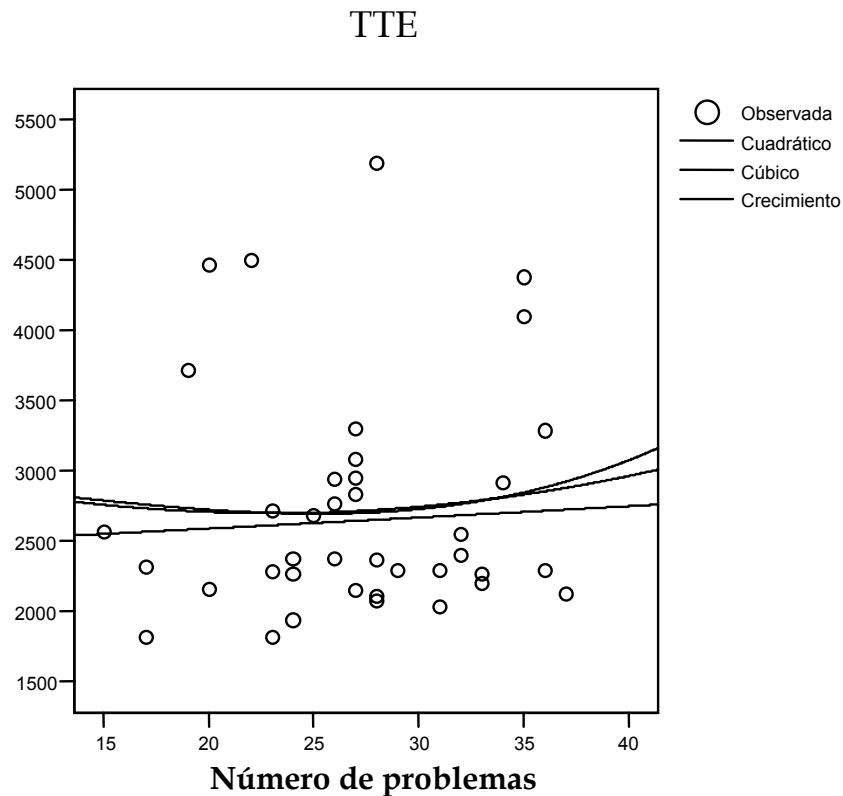 TTE
5500
5000
4500
4000
3500
3000
2500
2000
1500
15 20 25 30 35 40
Número de problemas
Observada
Cuadrático
Cúbico
Crecimiento